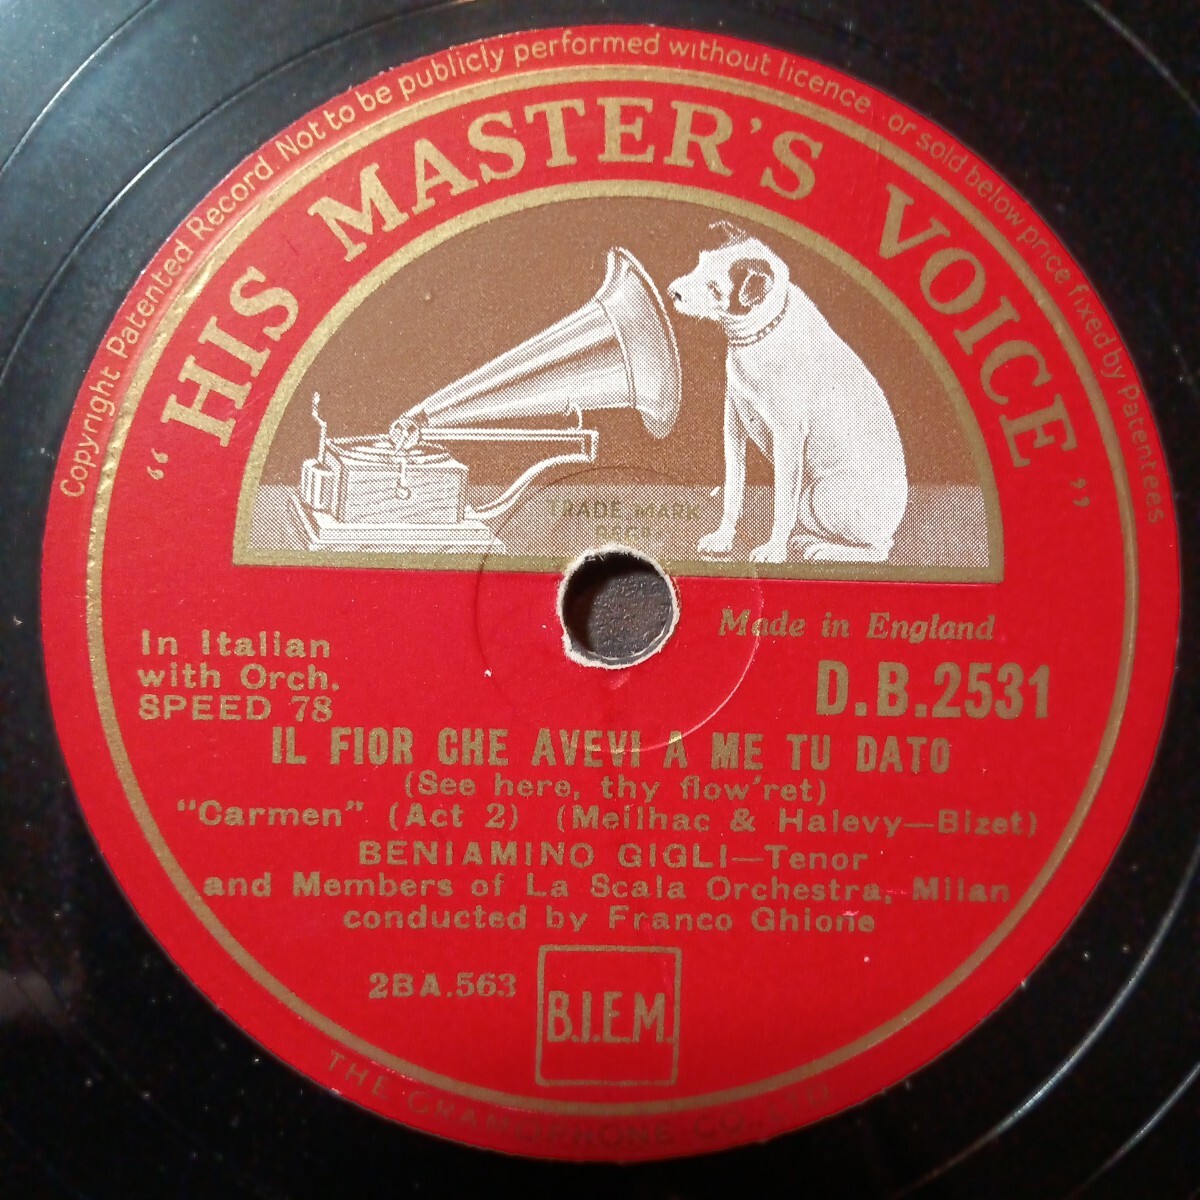 Copyright Patented Record. Not to be publicly performed without licence, or sold below price fixed by Patentees
"HIS MASTER'S VOICE"
TRADE MARK
Made in England
In Italian
with Orch.
SPEED 78
D.B.2531
IL FIOR CHE AVEVI A ME TU DATO
(See here, thy flow'ret)
"Carmen" (Act 2) (Meilhac & Halevy—Bizet)
BENIAMINO GIGLI—Tenor
and Members of La Scala Orchestra, Milan
conducted by Franco Ghione
2BA.563
B.I.E.M.
THE GRAMOPHONE CO., LTD